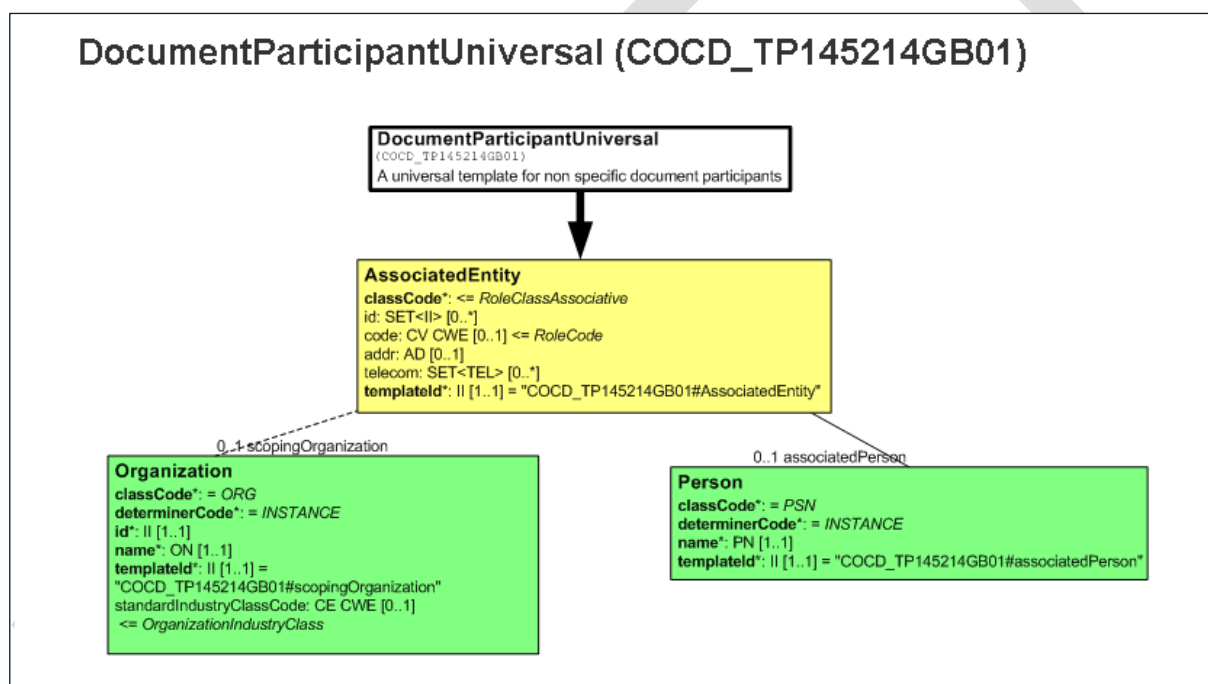 DocumentParticipantUniversal (COCD_TP145214GB01)
DocumentParticipantUniversal
(COCD_TP145214GB01)
A universal template for non specific document participants
AssociatedEntity
classCode*: <= RoleClassAssociative
id: SET<II> [0..*]
code: CV CWE [0..1] <= RoleCode
addr: AD [0..1]
telecom: SET<TEL> [0..*]
templateId*: II [1..1] = "COCD_TP145214GB01#AssociatedEntity"
0..1 scopingOrganization
Organization
classCode*: = ORG
determinerCode*: = INSTANCE
id*: II [1..1]
name*: ON [1..1]
templateId*: II [1..1] =
"COCD_TP145214GB01#scopingOrganization"
standardIndustryClassCode: CE CWE [0..1]
<= OrganizationIndustryClass
0..1 associatedPerson
Person
classCode*: = PSN
determinerCode*: = INSTANCE
name*: PN [1..1]
templateId*: II [1..1] = "COCD_TP145214GB01#associatedPerson"